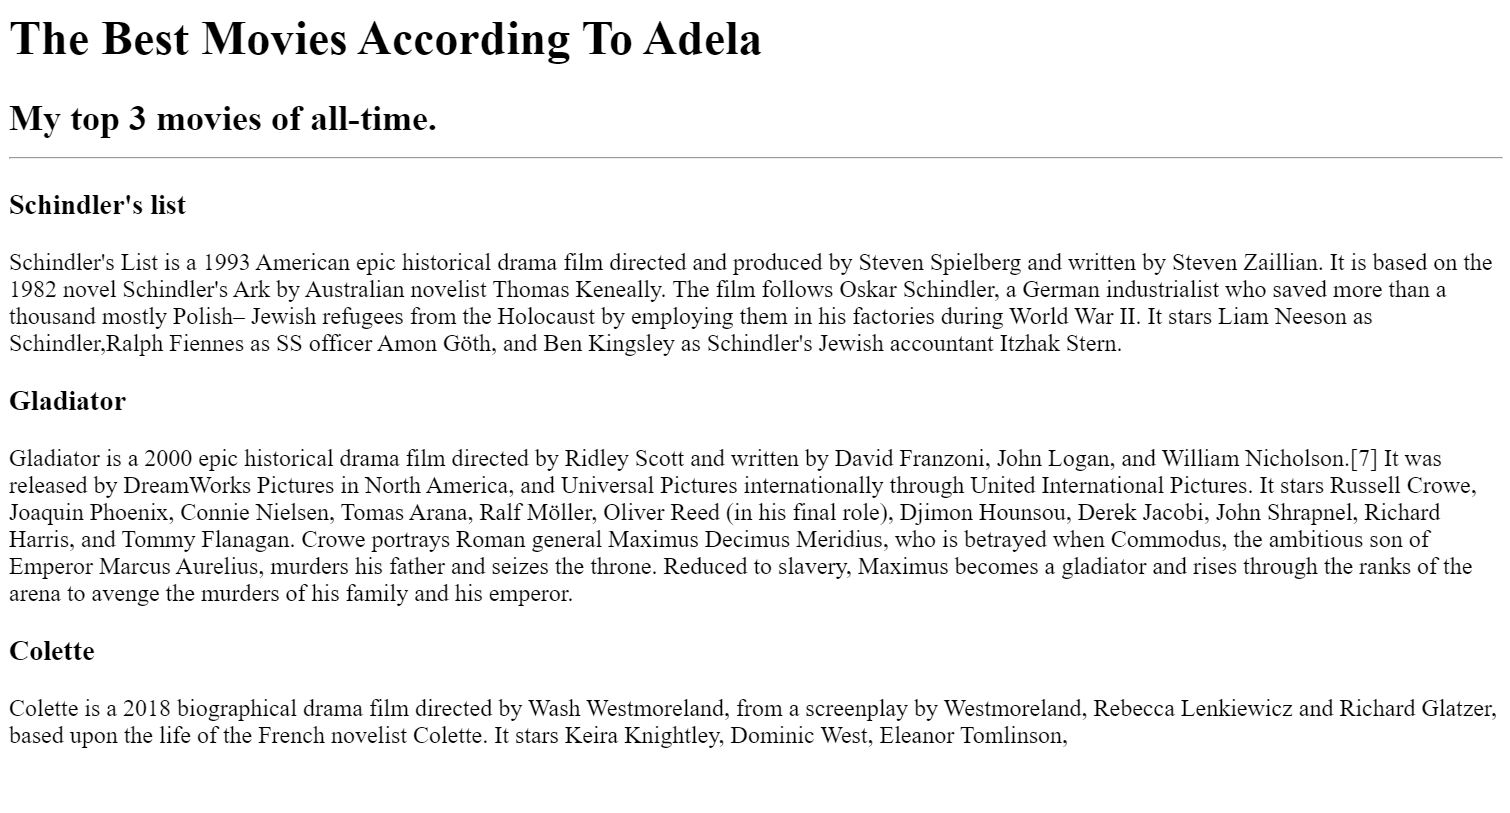 The Best Movies According To Adela
My top 3 movies of all-time.
Schindler's list
Schindler's List is a 1993 American epic historical drama film directed and produced by Steven Spielberg and written by Steven Zaillian. It is based on the
1982 novel Schindler's Ark by Australian novelist Thomas Keneally. The film follows Oskar Schindler, a German industrialist who saved more than a
thousand mostly Polish– Jewish refugees from the Holocaust by employing them in his factories during World War II. It stars Liam Neeson as
Schindler,Ralph Fiennes as SS officer Amon Göth, and Ben Kingsley as Schindler's Jewish accountant Itzhak Stern.
Gladiator
Gladiator is a 2000 epic historical drama film directed by Ridley Scott and written by David Franzoni, John Logan, and William Nicholson.[7] It was
released by DreamWorks Pictures in North America, and Universal Pictures internationally through United International Pictures. It stars Russell Crowe,
Joaquin Phoenix, Connie Nielsen, Tomas Arana, Ralf Möller, Oliver Reed (in his final role), Djimon Hounsou, Derek Jacobi, John Shrapnel, Richard
Harris, and Tommy Flanagan. Crowe portrays Roman general Maximus Decimus Meridius, who is betrayed when Commodus, the ambitious son of
Emperor Marcus Aurelius, murders his father and seizes the throne. Reduced to slavery, Maximus becomes a gladiator and rises through the ranks of the
arena to avenge the murders of his family and his emperor.
Colette
Colette is a 2018 biographical drama film directed by Wash Westmoreland, from a screenplay by Westmoreland, Rebecca Lenkiewicz and Richard Glatzer,
based upon the life of the French novelist Colette. It stars Keira Knightley, Dominic West, Eleanor Tomlinson,